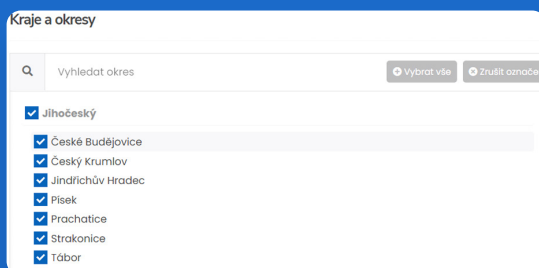 Kraje a okresy
Vyhledat okres
Vybrat vše
Zrušit označe
Jihočeský
České Budějovice
Český Krumlov
Jindřichův Hradec
Písek
Prachatice
Strakonice
Tábor